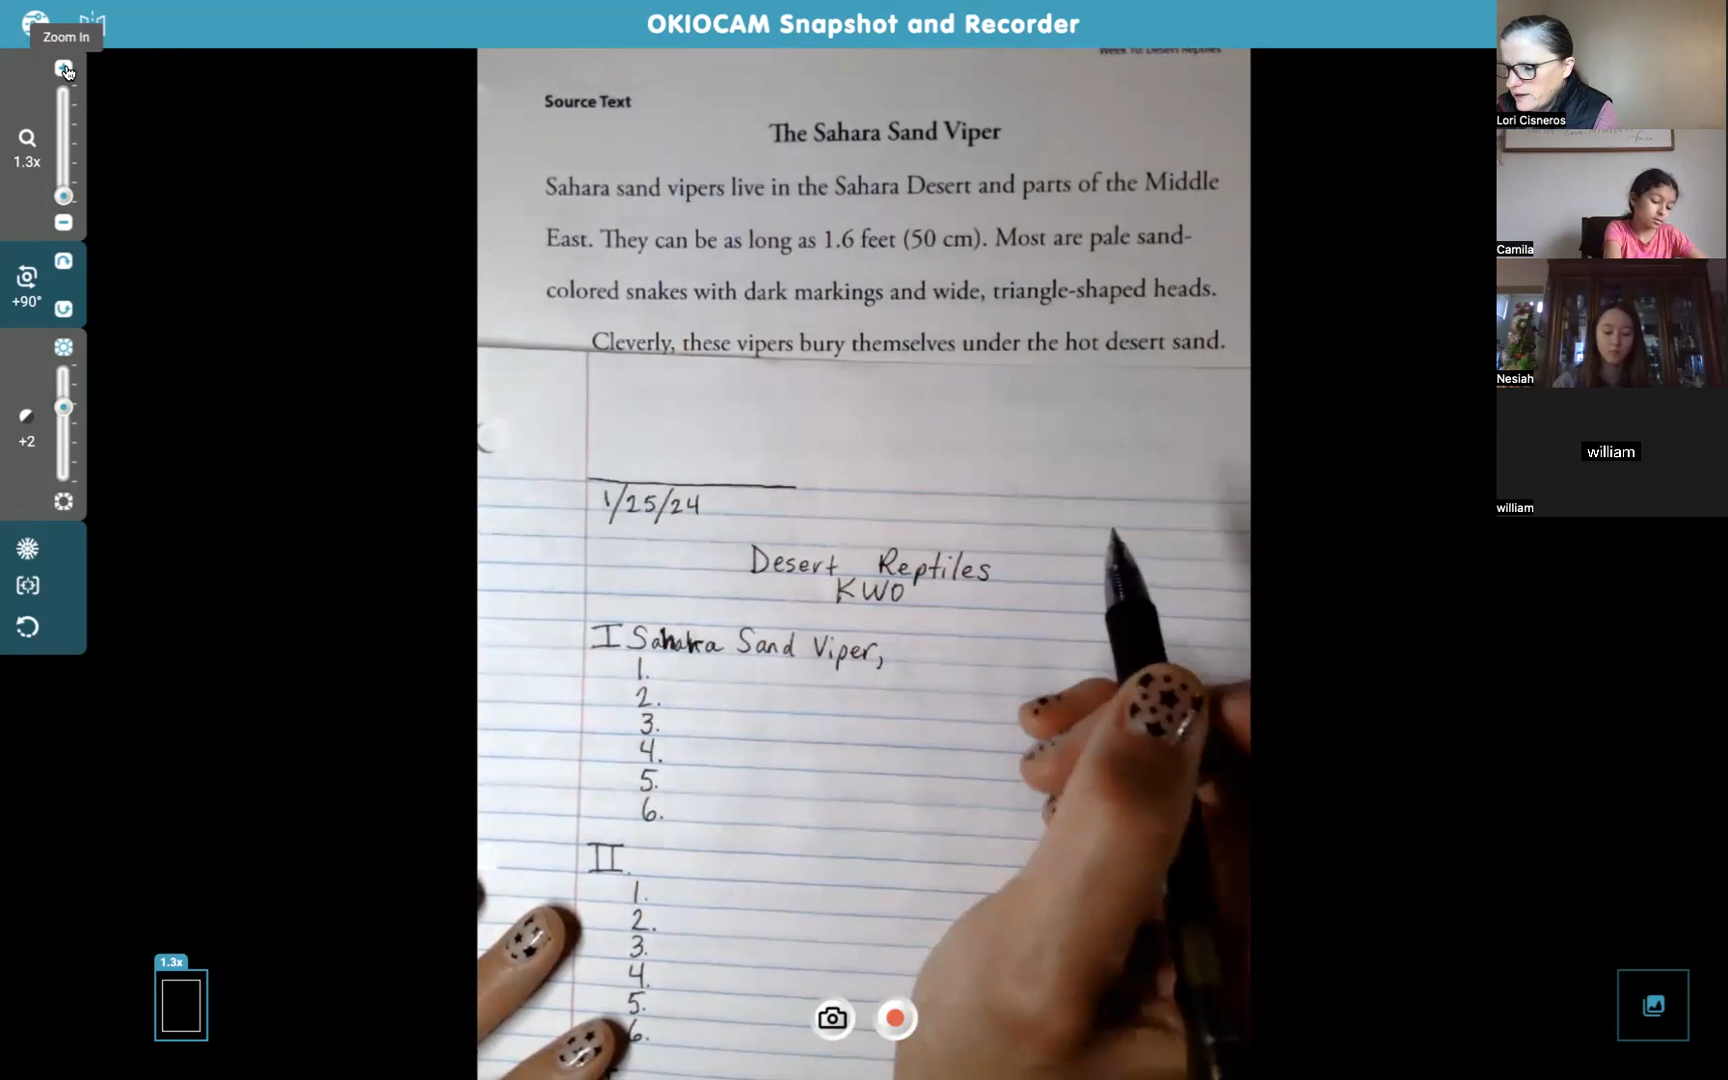 OKIOCAM Snapshot and Recorder
Zoom In
1.3x
+90°
+2
1.3x
Week 10: Desert Reptiles
Source Text
The Sahara Sand Viper
Sahara sand vipers live in the Sahara Desert and parts of the Middle
East. They can be as long as 1.6 feet (50 cm). Most are pale sand-
colored snakes with dark markings and wide, triangle-shaped heads.
Cleverly, these vipers bury themselves under the hot desert sand.
1/25/24
Desert Reptiles
KWO
I Sahara Sand Viper,
1.
2.
3.
4.
5.
6.
II.
1.
2.
3.
4.
5.
6.
Lori Cisneros
Camila
Nesiah
william
william